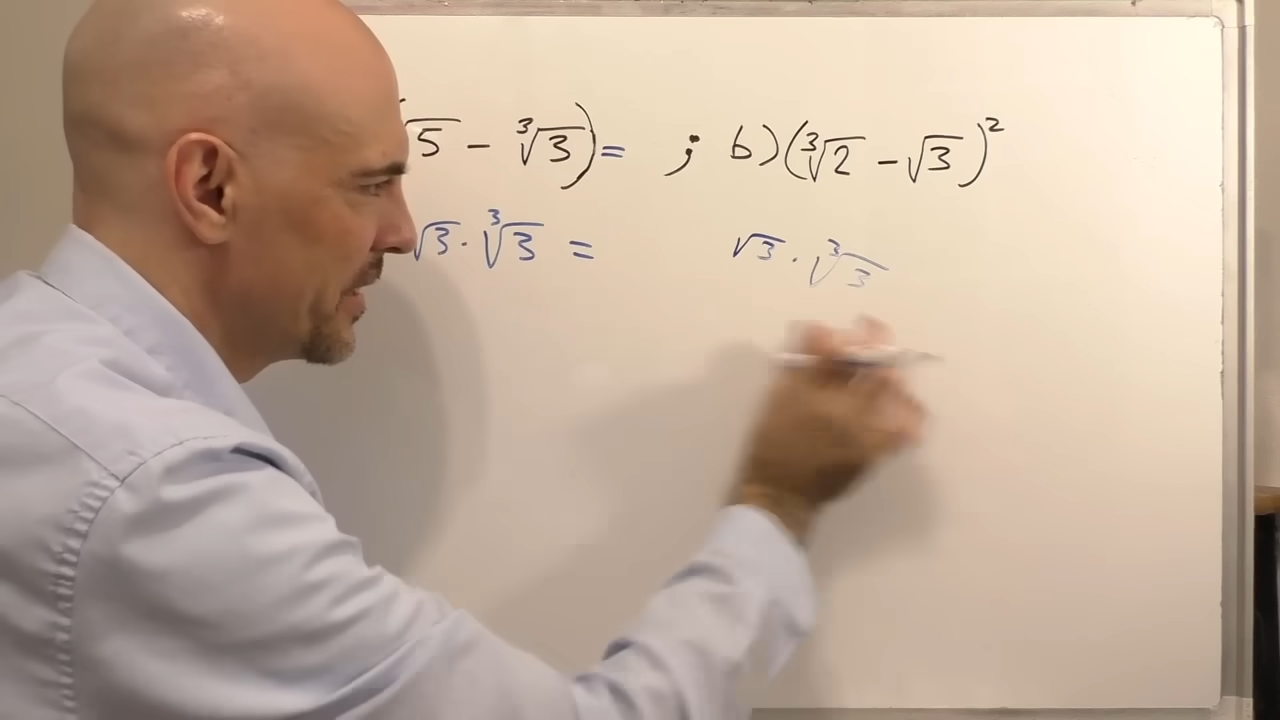 √5 - ∛3) = ; b) (∛2 - √3)²
√3 · ∛3 = √3 · ∛3